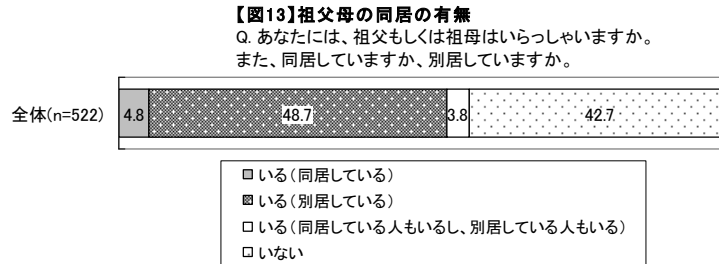 【図13】祖父母の同居の有無
Q. あなたには、祖父もしくは祖母はいらっしゃいますか。
また、同居していますか、別居していますか。
全体(n=522) 4.8 48.7 3.8 42.7
いる(同居している)
いる(別居している)
いる(同居している人もいるし、別居している人もいる)
いない